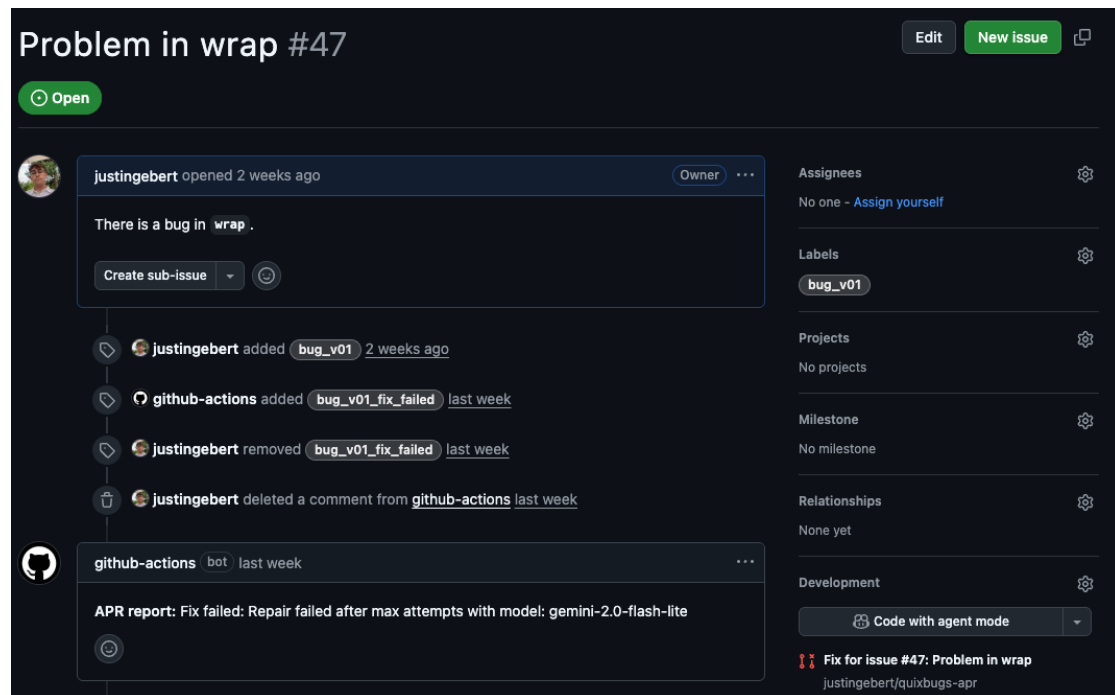 Problem in wrap #47
Edit
New issue
Open
justingebert opened 2 weeks ago
Owner
There is a bug in wrap .
Create sub-issue
justingebert added bug_v01 2 weeks ago
github-actions added bug_v01_fix_failed last week
justingebert removed bug_v01_fix_failed last week
justingebert deleted a comment from github-actions last week
github-actions bot last week
APR report: Fix failed: Repair failed after max attempts with model: gemini-2.0-flash-lite
Assignees
No one - Assign yourself
Labels
bug_v01
Projects
No projects
Milestone
No milestone
Relationships
None yet
Development
Code with agent mode
Fix for issue #47: Problem in wrap
justingebert/quixbugs-apr